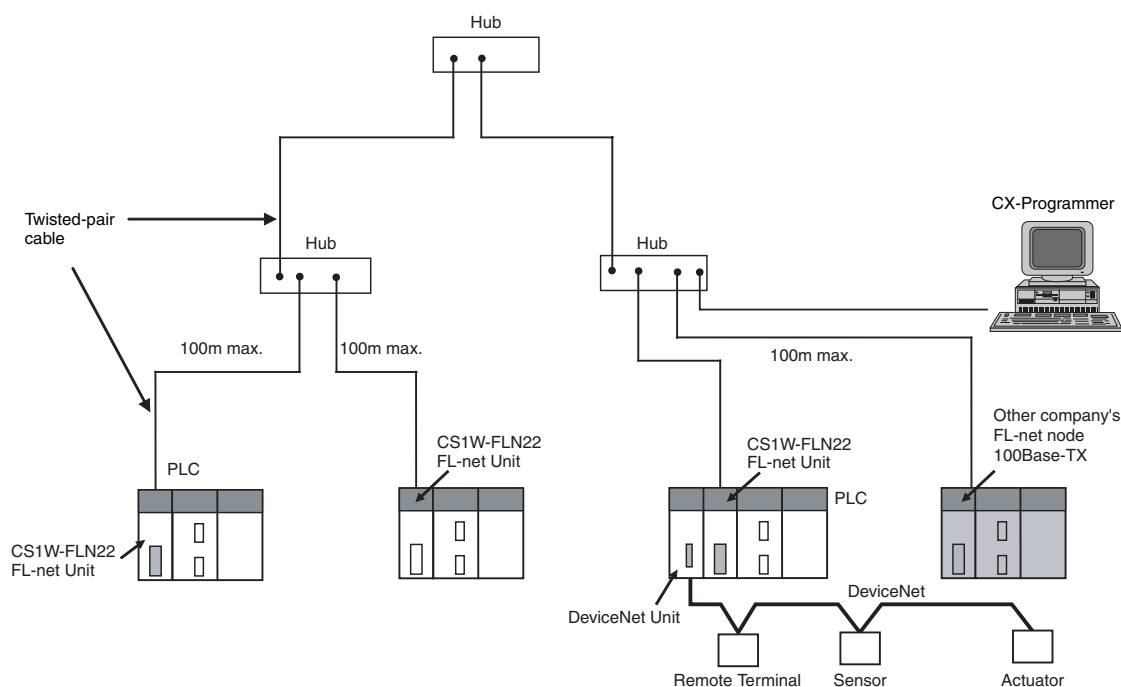 Hub
CX-Programmer
Twisted-pair
cable
Hub
Hub
100m max.
100m max.
100m max.
PLC
CS1W-FLN22
FL-net Unit
CS1W-FLN22
FL-net Unit
Other company's
FL-net node
100Base-TX
PLC
CS1W-FLN22
FL-net Unit
DeviceNet Unit
DeviceNet
Remote Terminal
Sensor
Actuator